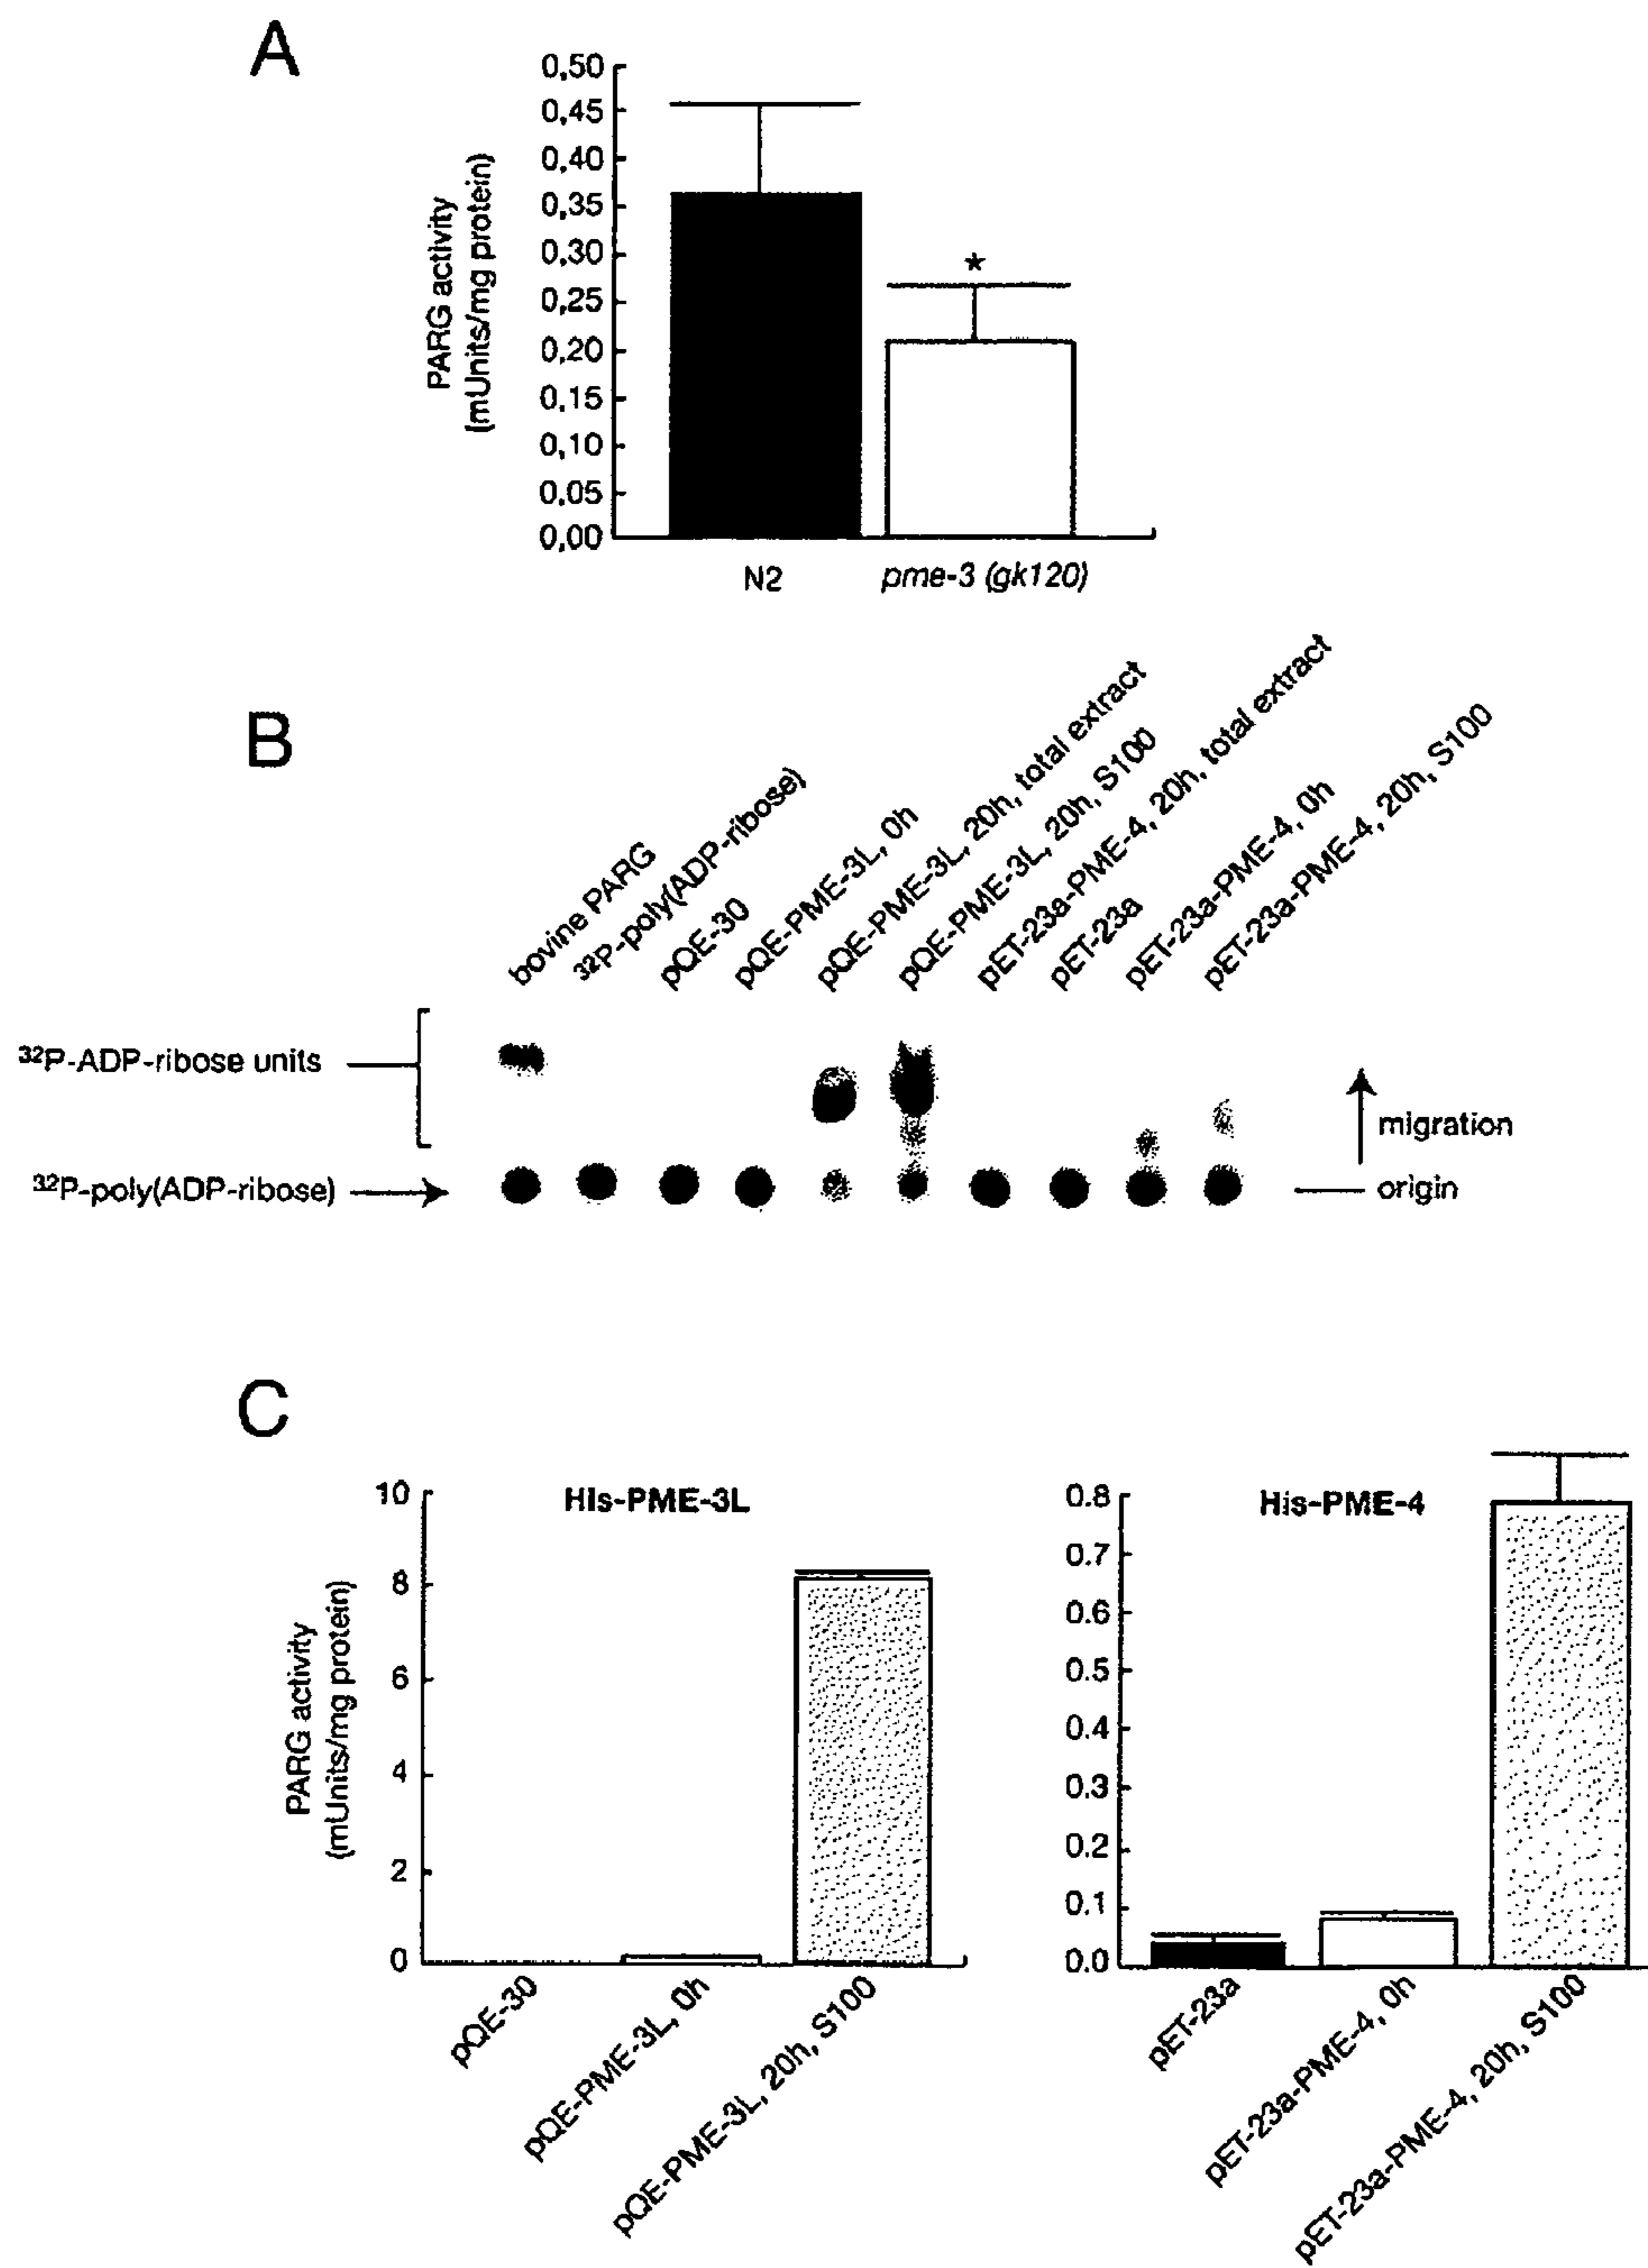 A
0,50
0,45
0,40
0,35
0,30
0,25
0,20
0,15
0,10
0,05
0,00
PARG activity
(mUnits/mg protein)
*
N2
pme-3 (gk120)
B
bovine PARG
32P-poly(ADP-ribose)
pQE-30
pQE-PME-3L, 0h
pQE-PME-3L, 20h, total extract
pQE-PME-3L, 20h, S100
pET-23a-PME-4, 20h, total extract
pET-23a
pET-23a-PME-4, 0h
pET-23a-PME-4, 20h, S100
32P-ADP-ribose units
32P-poly(ADP-ribose)
migration
origin
C
His-PME-3L
10
8
6
4
2
0
PARG activity
(mUnits/mg protein)
pQE-30
pQE-PME-3L, 0h
pQE-PME-3L, 20h, S100
His-PME-4
0.8
0.7
0.6
0.5
0.4
0.3
0.2
0.1
0.0
pET-23a
pET-23a-PME-4, 0h
pET-23a-PME-4, 20h, S100